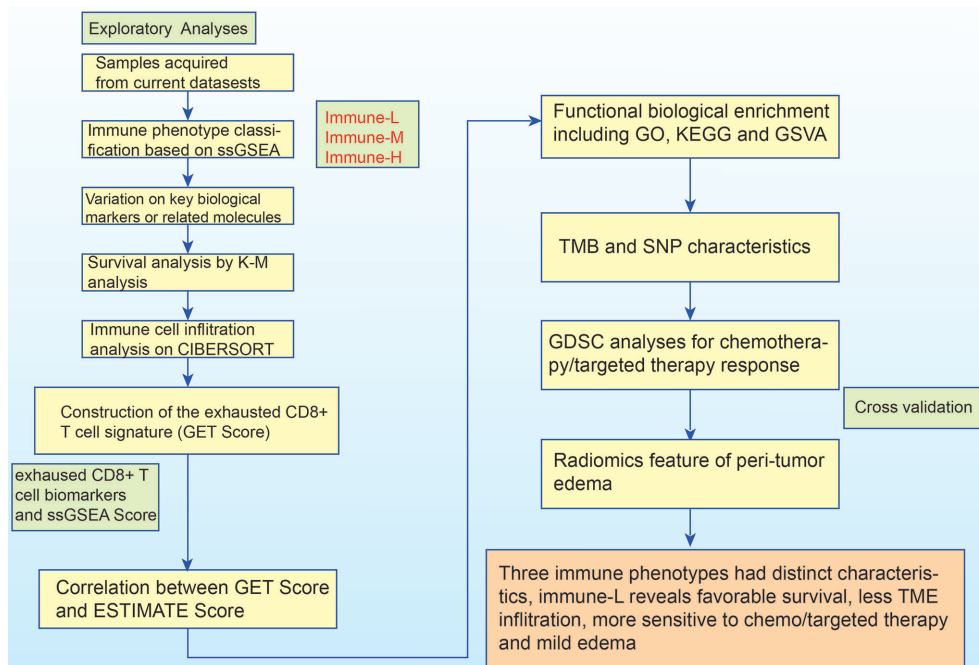 Exploratory Analyses
Samples acquired
from current datasests
Immune phenotype classi-
fification based on ssGSEA
Immune-L
Immune-M
Immune-H
Variation on key biological
markers or related molecules
Survival analysis by K-M
analysis
Immune cell inflitration
analysis on CIBERSORT
Construction of the exhausted CD8+
T cell signature (GET Score)
exhaused CD8+ T
cell biomarkers
and ssGSEA Score
Correlation between GET Score
and ESTIMATE Score
Functional biological enrichment
including GO, KEGG and GSVA
TMB and SNP characteristics
GDSC analyses for chemothera-
py/targeted therapy response
Cross validation
Radiomics feature of peri-tumor
edema
Three immune phenotypes had distinct characteris-
tics, immune-L reveals favorable survival, less TME
inflitration, more sensitive to chemo/targeted therapy
and mild edema